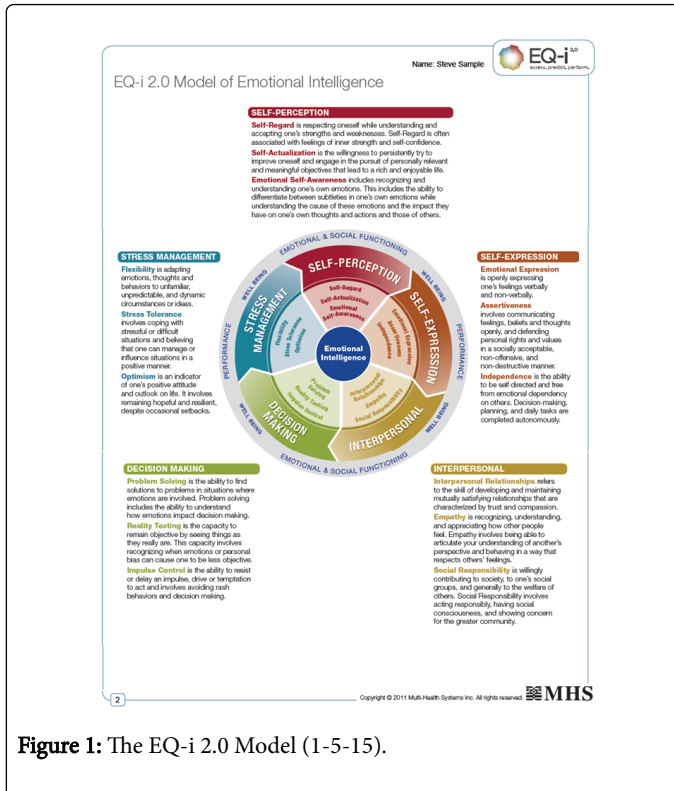 Name: Steve Sample
EQ-i 2.0
assess. predict. perform.
EQ-i 2.0 Model of Emotional Intelligence
SELF-PERCEPTION
Self-Regard is respecting oneself while understanding and
accepting one's strengths and weaknesses. Self-Regard is often
associated with feelings of inner strength and self-confidence.
Self-Actualization is the willingness to persistently try to
improve oneself and engage in the pursuit of personally relevant
and meaningful objectives that lead to a rich and enjoyable life.
Emotional Self-Awareness includes recognizing and
understanding one's own emotions. This includes the ability to
differentiate between subtleties in one's own emotions while
understanding the cause of these emotions and the impact they
have on one's own thoughts and actions and those of others.
STRESS MANAGEMENT
Flexibility is adapting
emotions, thoughts and
behaviors to unfamiliar,
unpredictable, and dynamic
circumstances or ideas.
Stress Tolerance
involves coping with
stressful or difficult
situations and believing
that one can manage or
influence situations in a
positive manner.
Optimism is an indicator
of one's positive attitude
and outlook on life. It involves
remaining hopeful and resilient,
despite occasional setbacks.
EMOTIONAL & SOCIAL FUNCTIONING
WELL BEING
PERFORMANCE
WELL BEING
EMOTIONAL & SOCIAL FUNCTIONING
WELL BEING
PERFORMANCE
WELL BEING
SELF-PERCEPTION
Self-Regard
Self-Actualization
Emotional
Self-Awareness
SELF-EXPRESSION
Emotional Expression
Assertiveness
Independence
INTERPERSONAL
Interpersonal
Relationships
Empathy
Social Responsibility
DECISION
MAKING
Problem
Solving
Reality Testing
Impulse Control
STRESS
MANAGEMENT
Flexibility
Stress Tolerance
Optimism
Emotional
Intelligence
SELF-EXPRESSION
Emotional Expression
is openly expressing
one's feelings verbally
and non-verbally.
Assertiveness
involves communicating
feelings, beliefs and thoughts
openly, and defending
personal rights and values
in a socially acceptable,
non-offensive, and
non-destructive manner.
Independence is the ability
to be self directed and free
from emotional dependency
on others. Decision-making,
planning, and daily tasks are
completed autonomously.
DECISION MAKING
Problem Solving is the ability to find
solutions to problems in situations where
emotions are involved. Problem solving
includes the ability to understand
how emotions impact decision making.
Reality Testing is the capacity to
remain objective by seeing things as
they really are. This capacity involves
recognizing when emotions or personal
bias can cause one to be less objective.
Impulse Control is the ability to resist
or delay an impulse, drive or temptation
to act and involves avoiding rash
behaviors and decision making.
INTERPERSONAL
Interpersonal Relationships refers
to the skill of developing and maintaining
mutually satisfying relationships that are
characterized by trust and compassion.
Empathy is recognizing, understanding,
and appreciating how other people
feel. Empathy involves being able to
articulate your understanding of another's
perspective and behaving in a way that
respects others' feelings.
Social Responsibility is willingly
contributing to society, to one's social
groups, and generally to the welfare of
others. Social Responsibility involves
acting responsibly, having social
consciousness, and showing concern
for the greater community.
2
Copyright © 2011 Multi-Health Systems Inc. All rights reserved.
MHS
Figure 1: The EQ-i 2.0 Model (1-5-15).